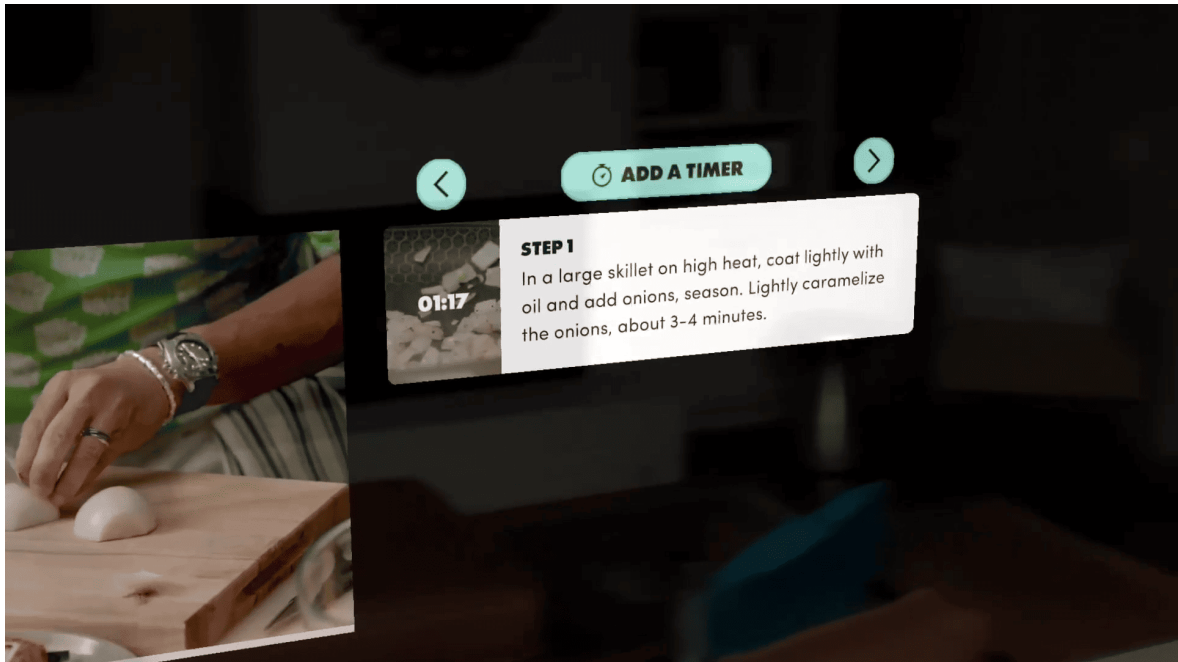 ADD A TIMER
STEP 1
In a large skillet on high heat, coat lightly with
oil and add onions, season. Lightly caramelize
the onions, about 3-4 minutes.
01:17